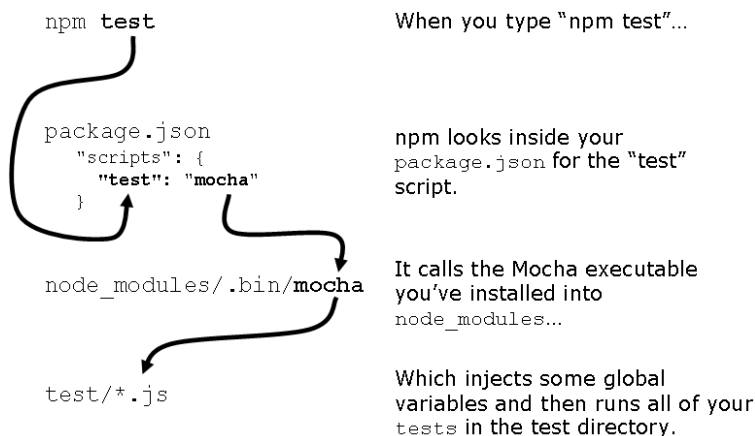 npm test
When you type “npm test”…
package.json
"scripts": {
"test": "mocha"
}
npm looks inside your
package.json for the “test”
script.
node_modules/.bin/mocha
It calls the Mocha executable
you’ve installed into
node_modules…
test/*.js
Which injects some global
variables and then runs all of your
tests in the test directory.